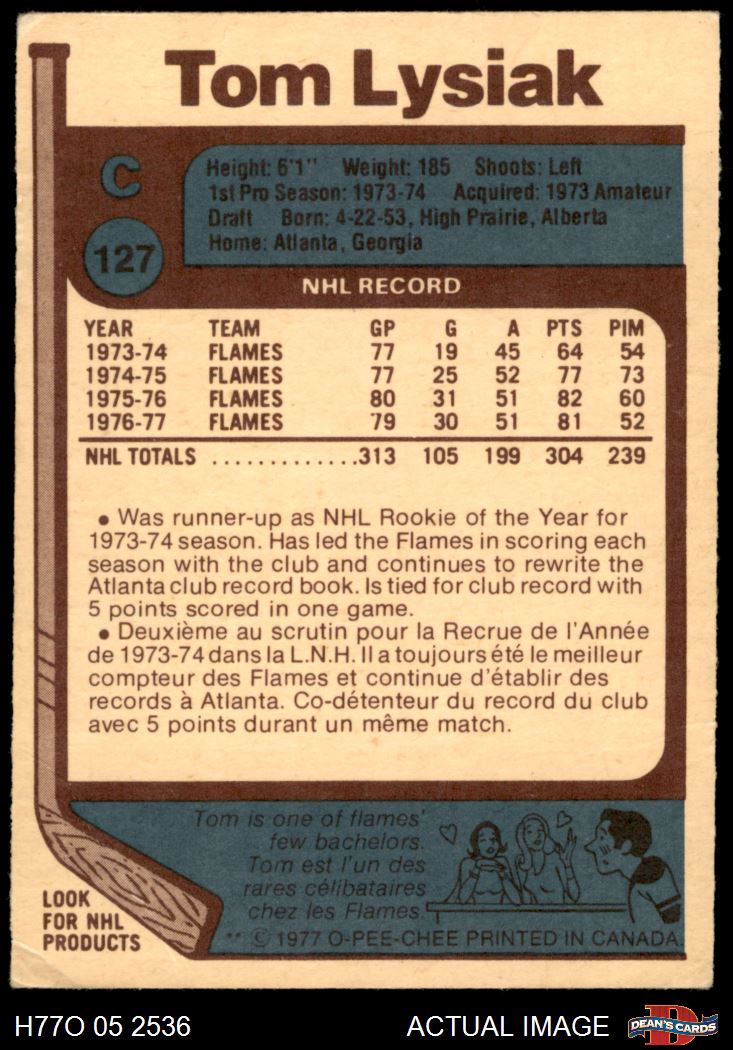 Tom Lysiak
C
127
Height: 6'1" Weight: 185 Shoots: Left
1st Pro Season: 1973-74 Acquired: 1973 Amateur
Draft Born: 4-22-53, High Prairie, Alberta
Home: Atlanta, Georgia
NHL RECORD
YEAR TEAM GP G A PTS PIM
1973-74 FLAMES 77 19 45 64 54
1974-75 FLAMES 77 25 52 77 73
1975-76 FLAMES 80 31 51 82 60
1976-77 FLAMES 79 30 51 81 52
NHL TOTALS ..............313 105 199 304 239
• Was runner-up as NHL Rookie of the Year for
1973-74 season. Has led the Flames in scoring each
season with the club and continues to rewrite the
Atlanta club record book. Is tied for club record with
5 points scored in one game.
• Deuxième au scrutin pour la Recrue de l'Année
de 1973-74 dans la L.N.H. Il a toujours été le meilleur
compteur des Flames et continue d'établir des
records à Atlanta. Co-détenteur du record du club
avec 5 points durant un même match.
Tom is one of flames'
few bachelors.
Tom est l'un des
rares célibataires
chez les Flames.
LOOK
FOR NHL
PRODUCTS
** © 1977 O-PEE-CHEE PRINTED IN CANADA.
H77O 05 2536 ACTUAL IMAGE
D
DEAN'S CARDS